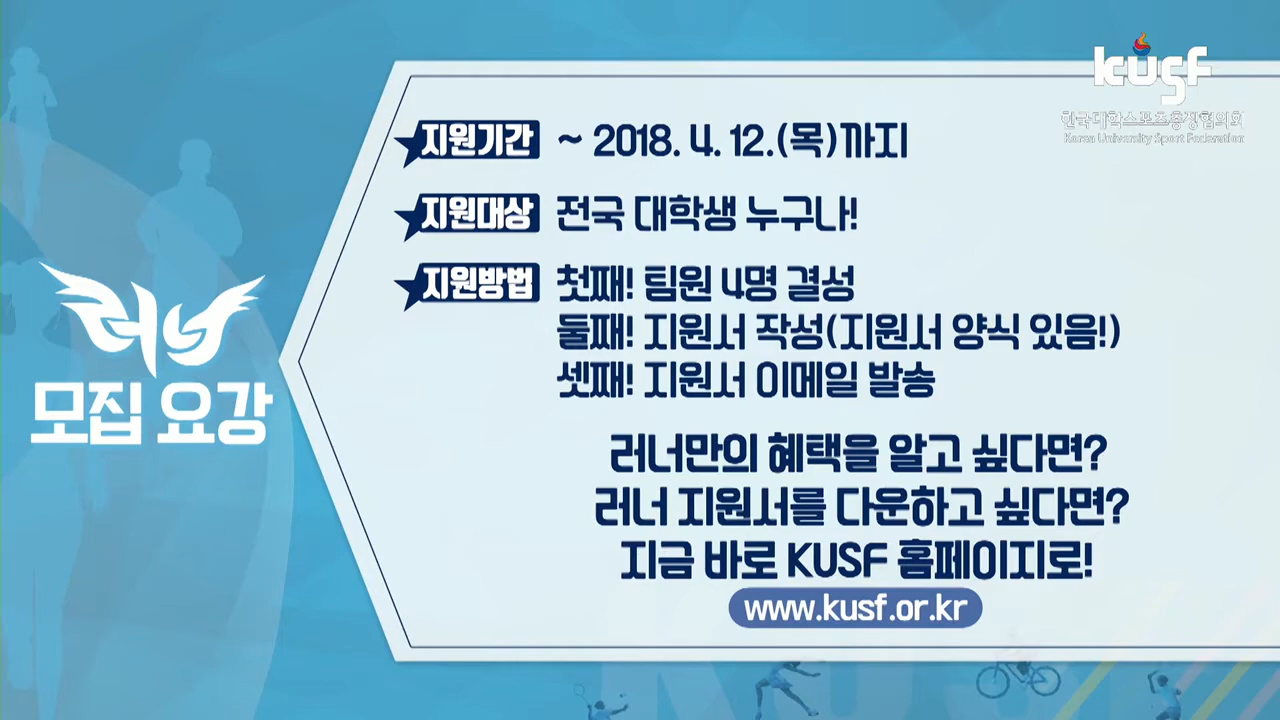 kusf
한국대학스포츠총장협의회
Korea University Sport Federation
러너
모집 요강
지원기간 ~ 2018. 4. 12.(목)까지
지원대상 전국 대학생 누구나!
지원방법 첫째! 팀원 4명 결성
둘째! 지원서 작성(지원서 양식 있음!)
셋째! 지원서 이메일 발송
러너만의 혜택을 알고 싶다면?
러너 지원서를 다운하고 싶다면?
지금 바로 KUSF 홈페이지로!
www.kusf.or.kr